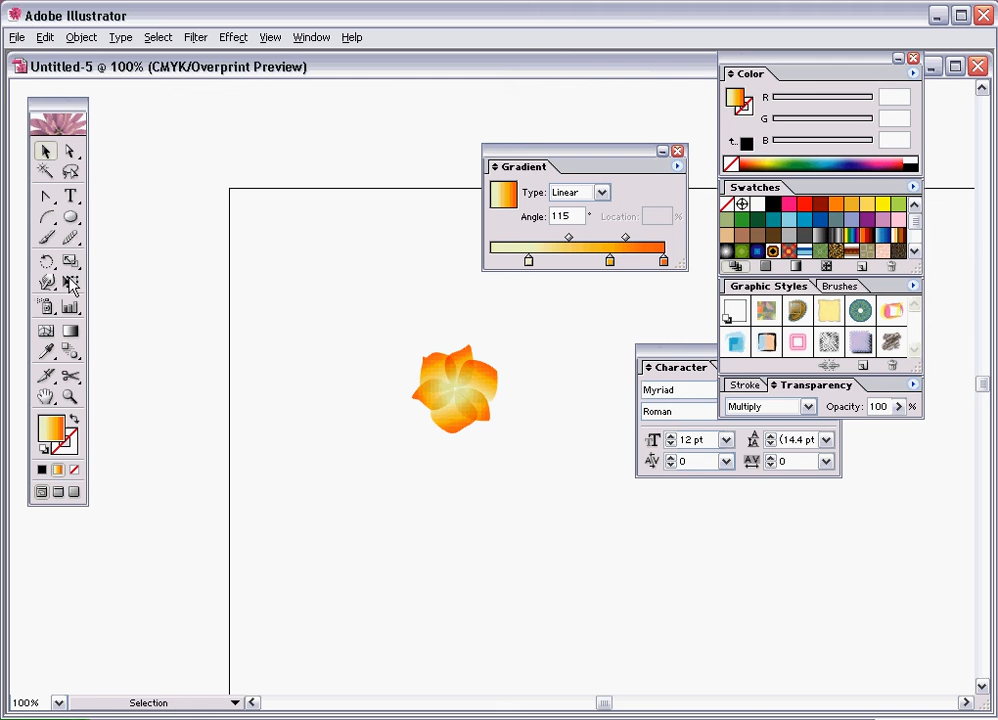 Adobe Illustrator
File Edit Object Type Select Filter Effect View Window Help
Untitled-5 @ 100% (CMYK/Overprint Preview)
Color
R
G
B
Gradient
Type: Linear
Angle: 115 ° Location: %
Swatches
Graphic Styles Brushes
Character
Myriad
Roman
12 pt (14.4 pt
0 0
Stroke Transparency
Multiply Opacity: 100 %
100% Selection